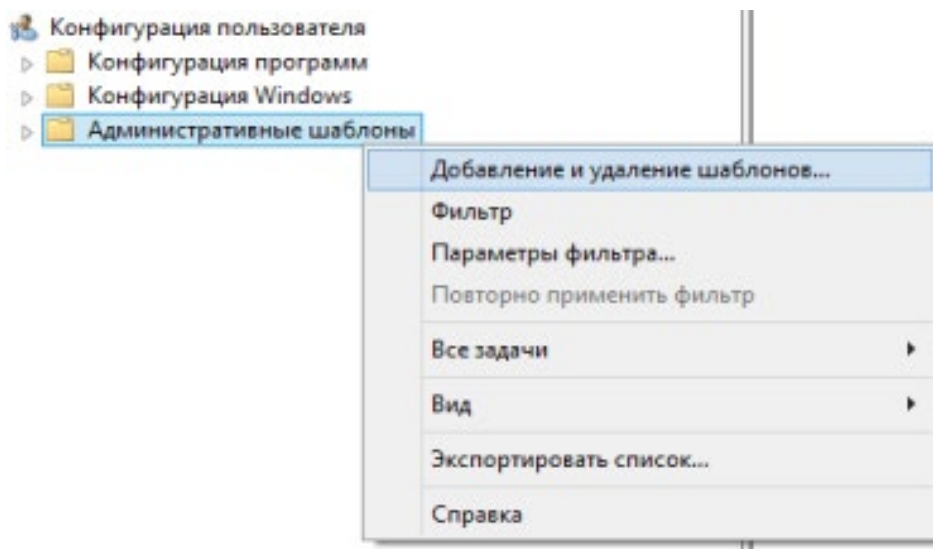 Конфигурация пользователя
Конфигурация программ
Конфигурация Windows
Административные шаблоны
Добавление и удаление шаблонов...
Фильтр
Параметры фильтра...
Повторно применить фильтр
Все задачи
Вид
Экспортировать список...
Справка